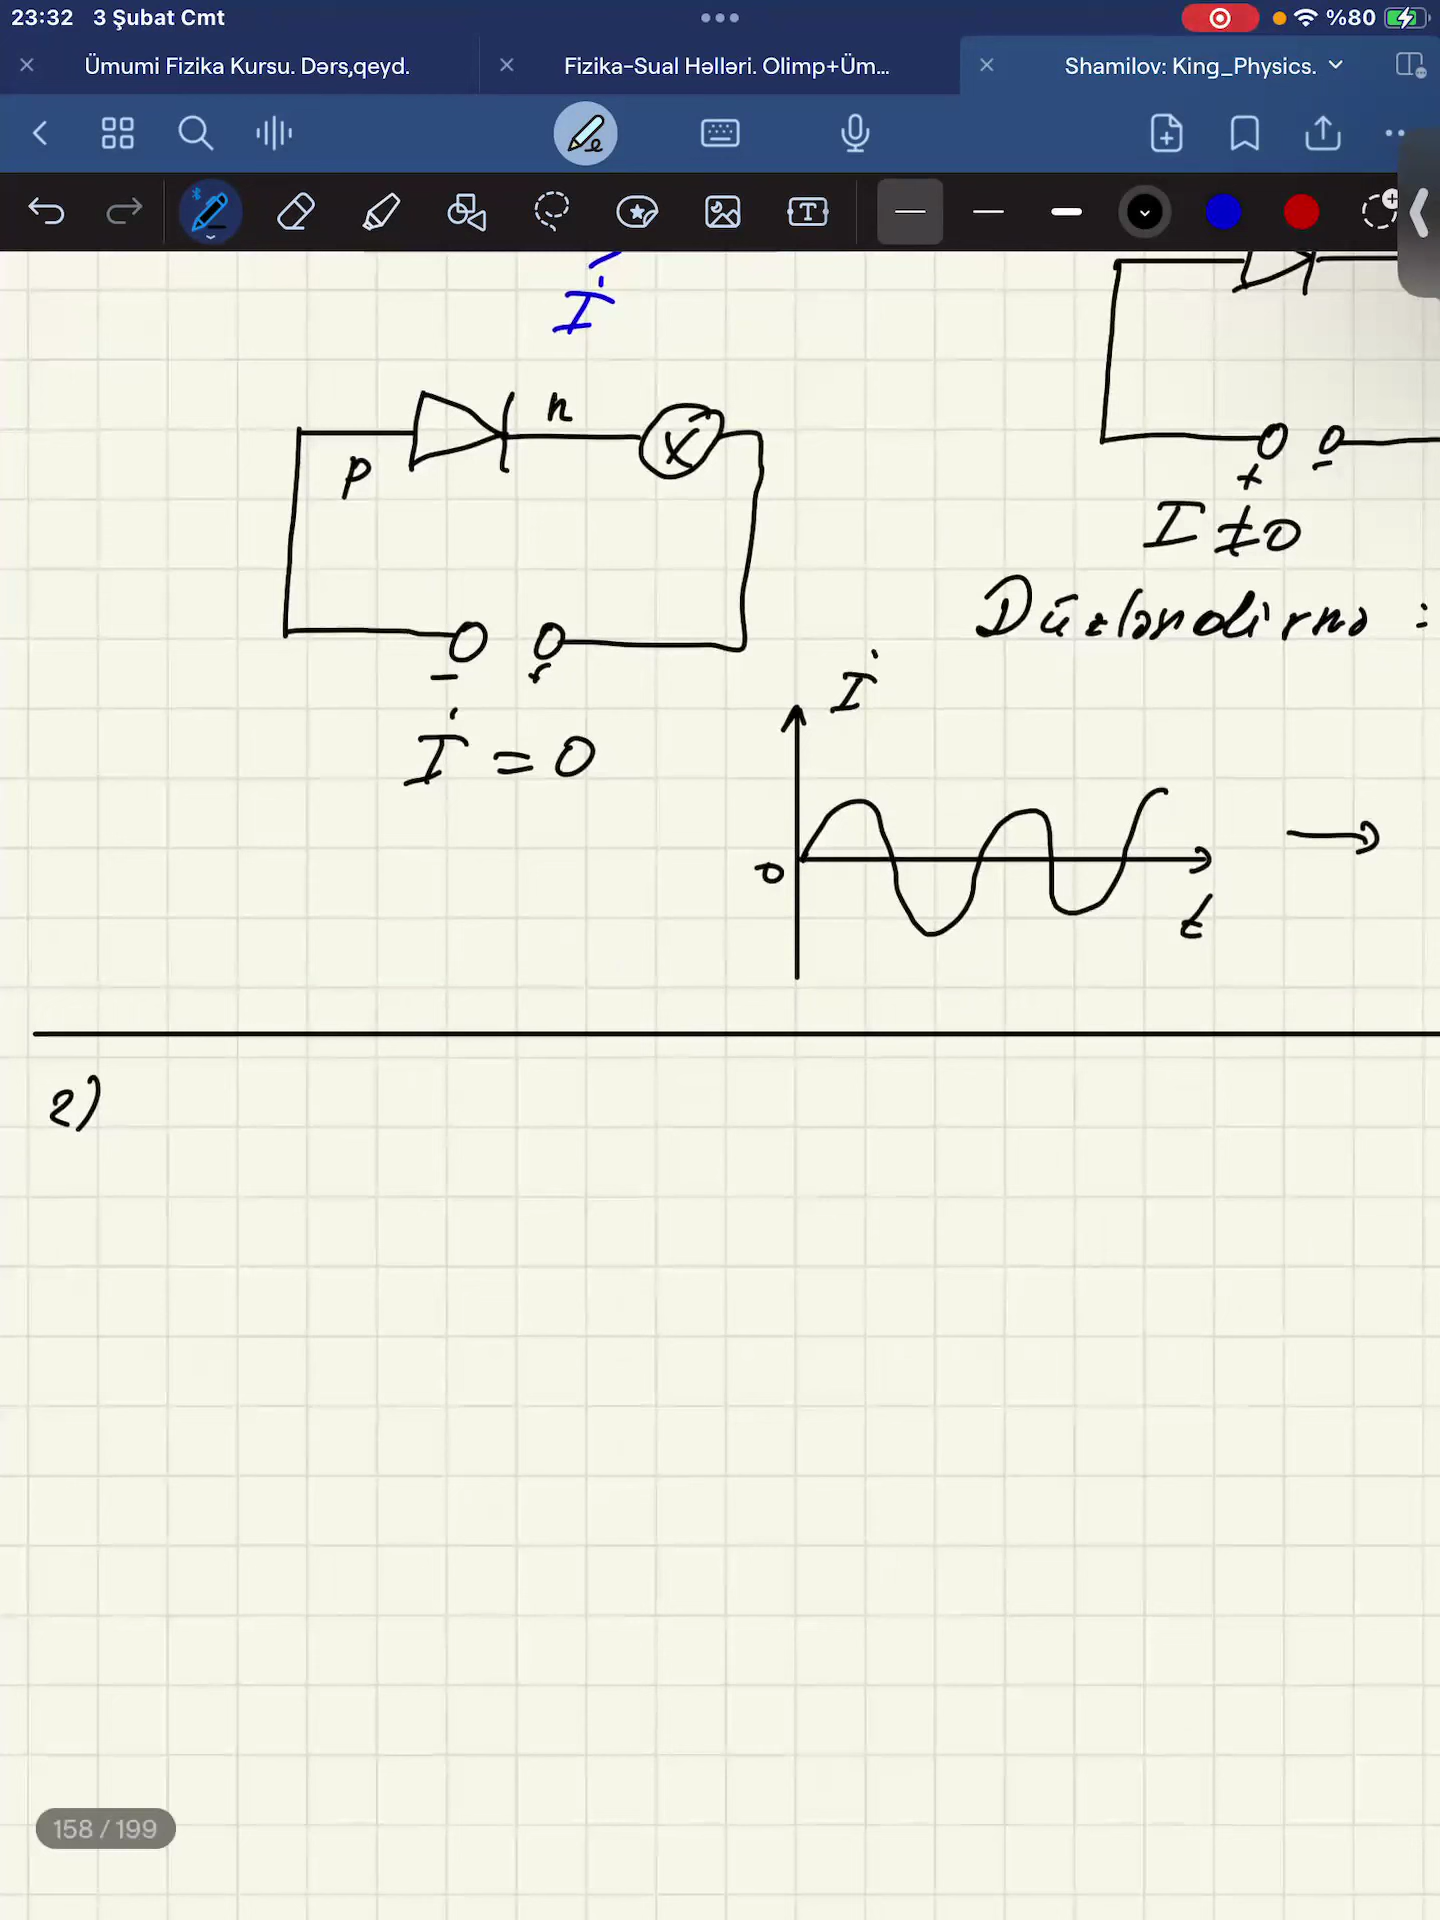 23:32 3 Şubat Cmt
%80
Ümumi Fizika Kursu. Dərs,qeyd.
Fizika-Sual Həlləri. Olimp+Üm...
Shamilov: King_Physics.
I
p
n
X
- +
I = 0
+ -
I ≠ 0
Düzləndirmə :
I
0
t
2)
158 / 199